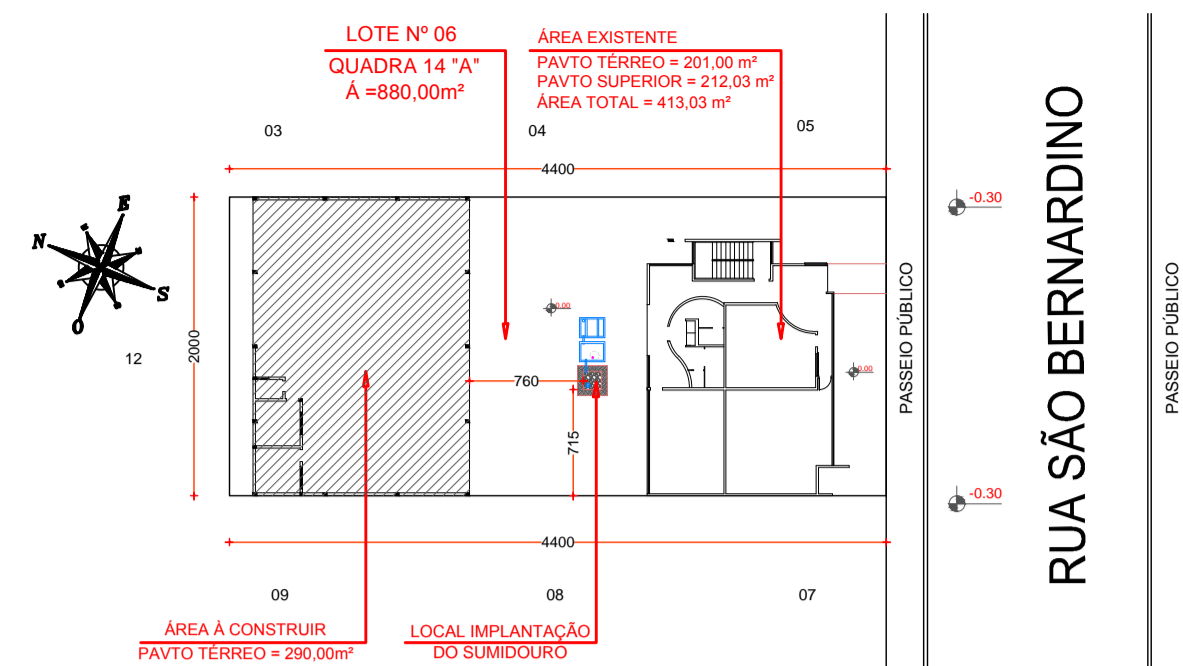 LOTE Nº 06
QUADRA 14 "A"
Á =880,00m²
ÁREA EXISTENTE
PAVTO TÉRREO = 201,00 m²
PAVTO SUPERIOR = 212,03 m²
ÁREA TOTAL = 413,03 m²
03
04
05
4400
E
N
S
O
-0.30
0.00
12
2000
760
0.00
715
PASSEIO PÚBLICO
RUA SÃO BERNARDINO
PASSEIO PÚBLICO
-0.30
4400
09
08
07
ÁREA À CONSTRUIR
PAVTO TÉRREO = 290,00m²
LOCAL IMPLANTAÇÃO
DO SUMIDOURO